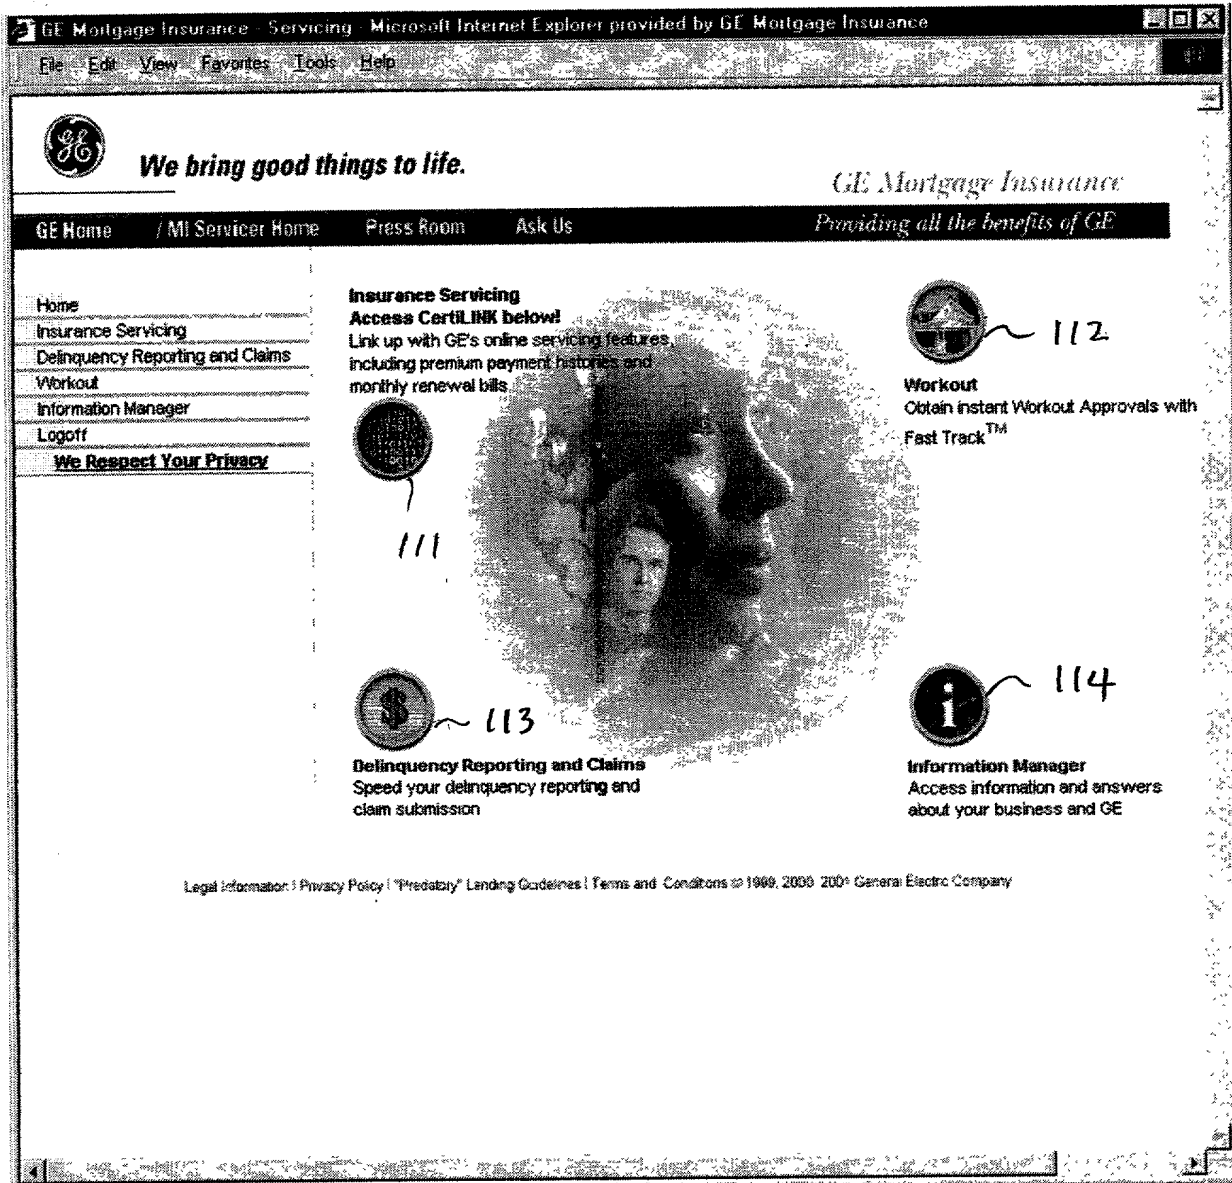 GE Mortgage Insurance - Servicing - Microsoft Internet Explorer provided by GE Mortgage Insurance
File Edit View Favorites Tools Help
GE
We bring good things to life.
GE Mortgage Insurance
GE Home / MI Servicer Home Press Room Ask Us
Providing all the benefits of GE
Home
Insurance Servicing
Delinquency Reporting and Claims
Workout
Information Manager
Logoff
We Respect Your Privacy
Insurance Servicing
Access CertiLINK below!
Link up with GE's online servicing features,
including premium payment histories and
monthly renewal bills.
111
112
Workout
Obtain instant Workout Approvals with
Fast Track™
$
113
Delinquency Reporting and Claims
Speed your delinquency reporting and
claim submission
i
114
Information Manager
Access information and answers
about your business and GE
Legal Information | Privacy Policy | "Predatory" Lending Guidelines | Terms and Conditions © 1999, 2000 2001 General Electric Company